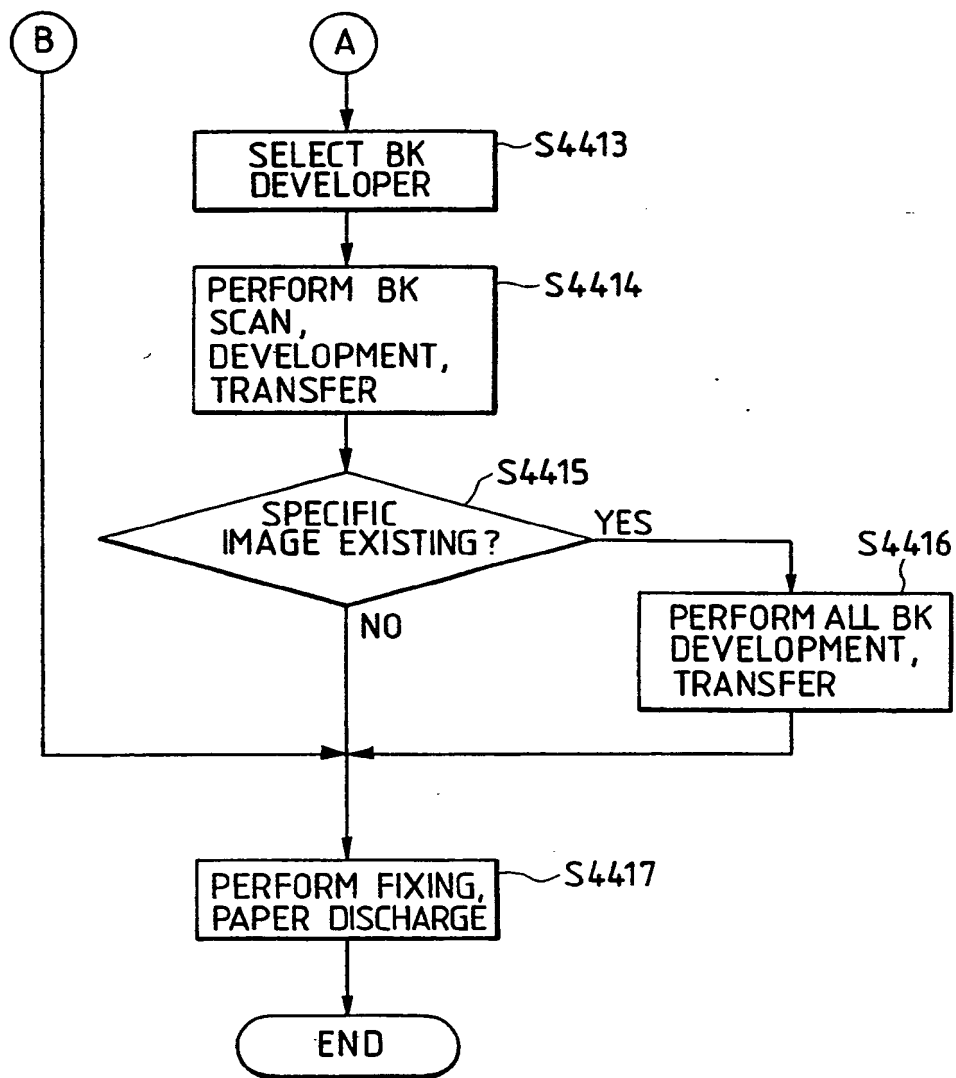 B
A
SELECT BK
DEVELOPER
S4413
PERFORM BK
SCAN,
DEVELOPMENT,
TRANSFER
S4414
SPECIFIC
IMAGE EXISTING?
S4415
YES
NO
S4416
PERFORM ALL BK
DEVELOPMENT,
TRANSFER
PERFORM FIXING,
PAPER DISCHARGE
S4417
END